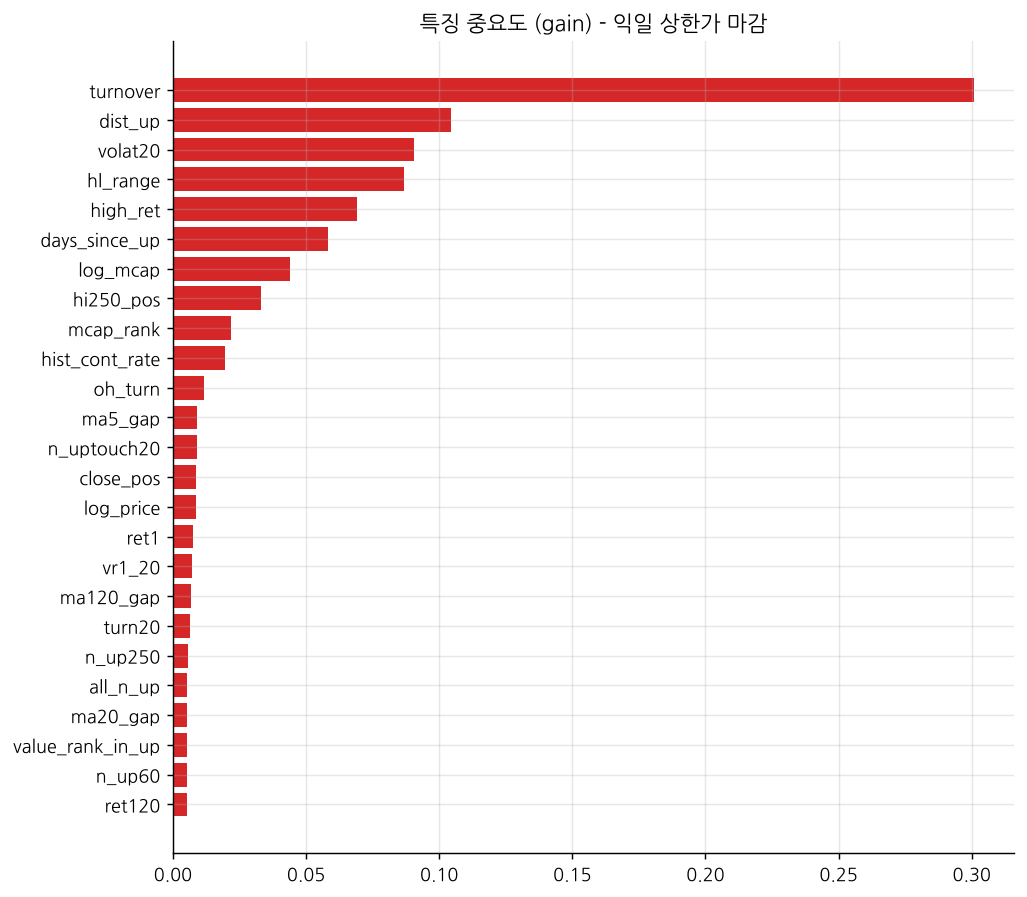 특징 중요도 (gain) - 익일 상한가 마감
turnover
dist_up
volat20
hl_range
high_ret
days_since_up
log_mcap
hi250_pos
mcap_rank
hist_cont_rate
oh_turn
ma5_gap
n_uptouch20
close_pos
log_price
ret1
vr1_20
ma120_gap
turn20
n_up250
all_n_up
ma20_gap
value_rank_in_up
n_up60
ret120
0.00 0.05 0.10 0.15 0.20 0.25 0.30